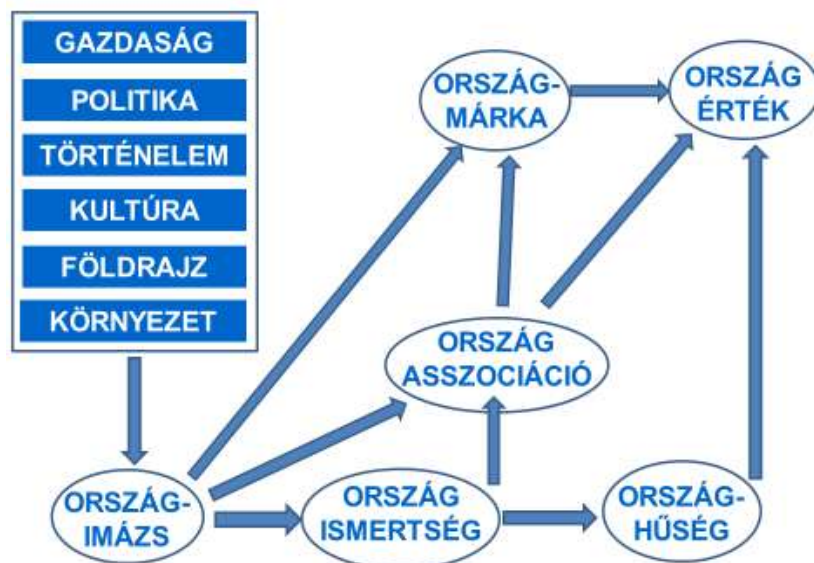 GAZDASÁG
POLITIKA
TÖRTÉNELEM
KULTÚRA
FÖLDRAJZ
KÖRNYEZET
ORSZÁG-
MÁRKA
ORSZÁG
ÉRTÉK
ORSZÁG
ASSZOCIÁCIÓ
ORSZÁG-
IMÁZS
ORSZÁG
ISMERTSÉG
ORSZÁG-
HŰSÉG